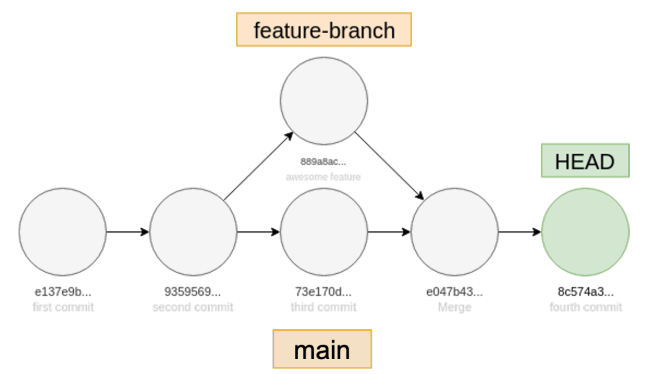 feature-branch
889a8ac...
awesome feature
HEAD
e137e9b...
first commit
9359569...
second commit
73e170d...
third commit
e047b43...
Merge
8c574a3...
fourth commit
main